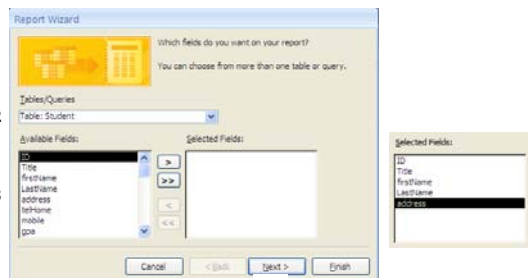 Report Wizard
Which fields do you want on your report?
You can choose from more than one table or query.
Tables/Queries
Table: Student
Available Fields:
Selected Fields:
ID
Title
firstName
LastName
address
telHome
mobile
gpa
>
>>
<
<<
Cancel
< Back
Next >
Finish
Selected Fields:
ID
Title
firstName
LastName
address